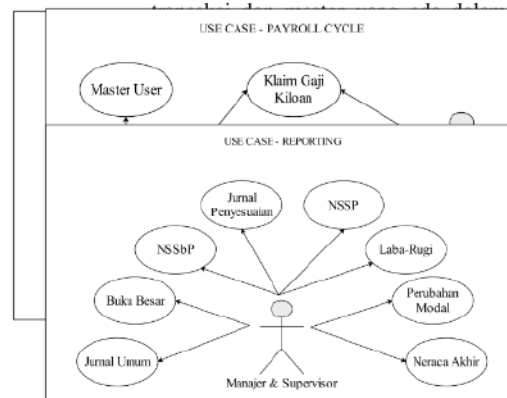 USE CASE - PAYROLL CYCLE
Master User
Klaim Gaji
Kiloan
USE CASE - REPORTING
Jurnal
Penyesuaian
NSSP
NSSbP
Laba-Rugi
Buku Besar
Perubahan
Modal
Jurnal Umum
Neraca Akhir
Manajer & Supervisor